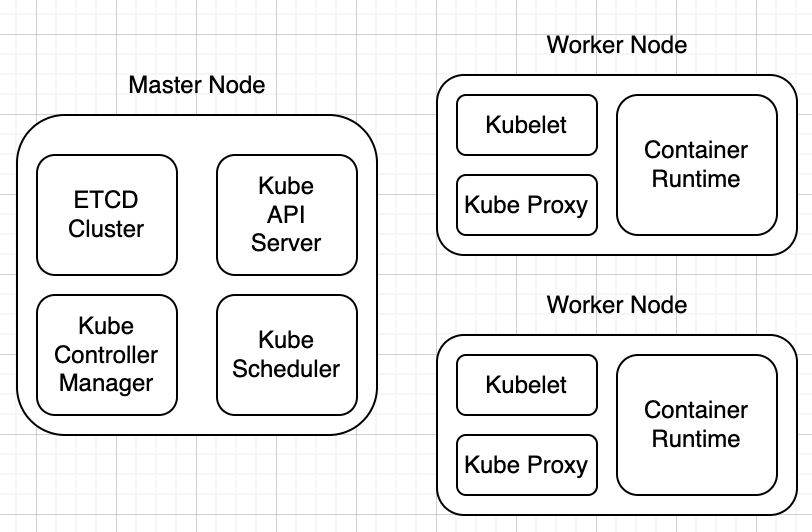 Master Node
ETCD
Cluster
Kube
API
Server
Kube
Controller
Manager
Kube
Scheduler
Worker Node
Kubelet
Kube Proxy
Container
Runtime
Worker Node
Kubelet
Kube Proxy
Container
Runtime